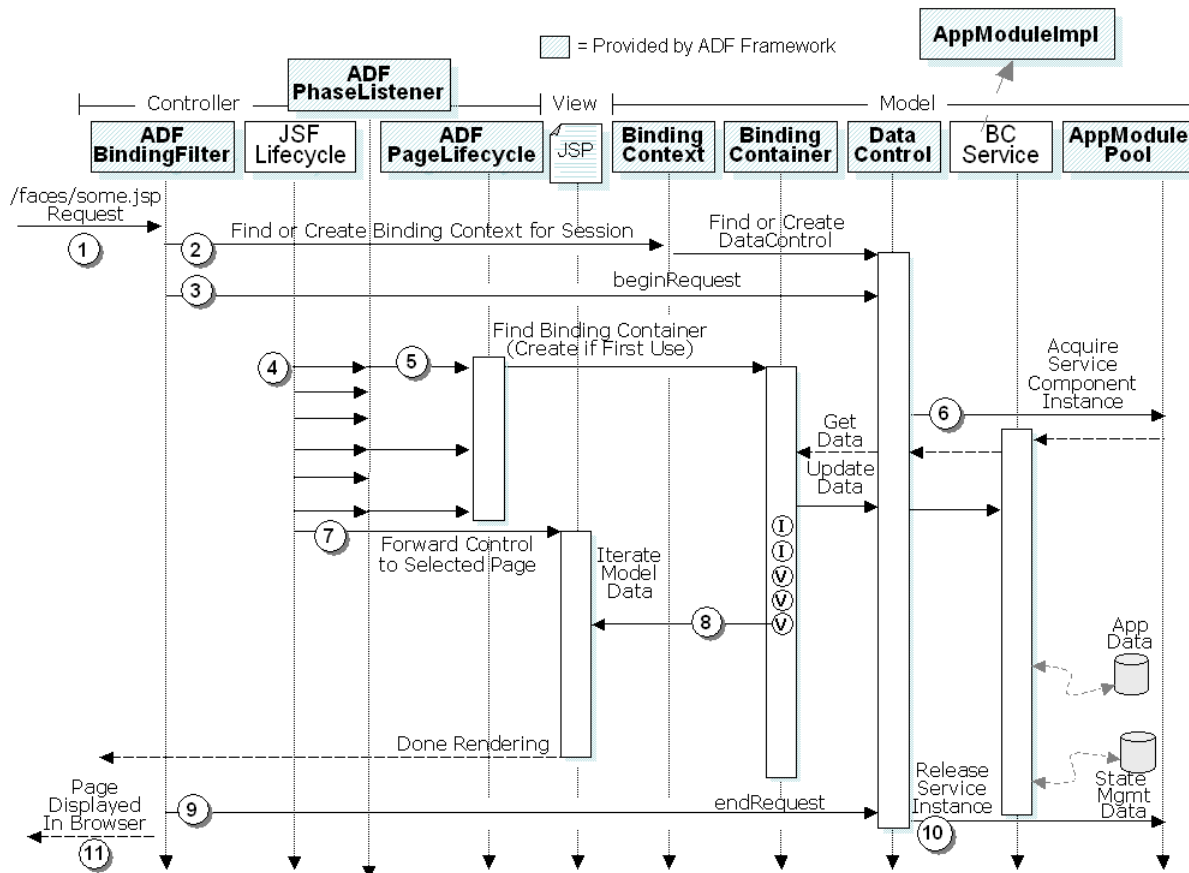 AppModuleImpl
= Provided by ADF Framework
ADF
PhaseListener
Controller
View
Model
ADF
BindingFilter
JSF
Lifecycle
ADF
PageLifecycle
JSP
Binding
Context
Binding
Container
Data
Control
BC
Service
AppModule
Pool
/faces/some.jsp
Request
1
2
Find or Create Binding Context for Session
Find or Create
DataControl
3
beginRequest
4
5
Find Binding Container
(Create if First Use)
Acquire
Service
Component
Instance
6
Get
Data
Update
Data
7
Forward Control
to Selected Page
I
I
V
V
V
Iterate
Model
Data
8
App
Data
Done Rendering
State
Mgmt
Data
Page
Displayed
In Browser
9
endRequest
Release
Service
Instance
10
11